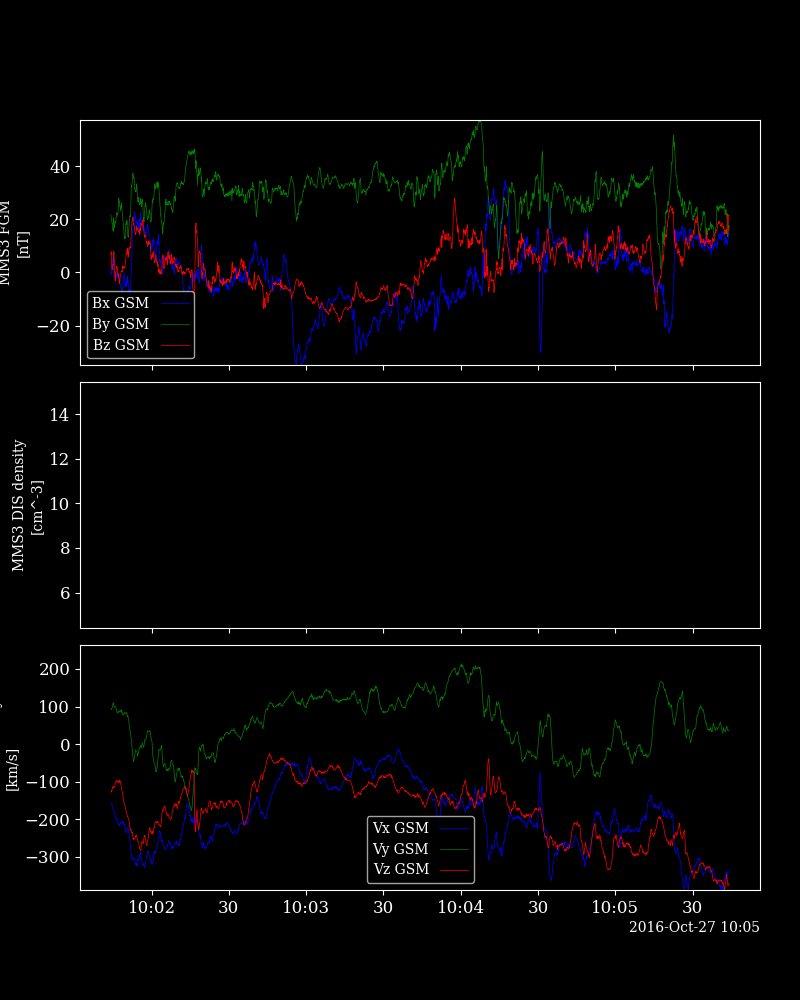 MMS3 FGM
[nT]
40
20
0
−20
Bx GSM
By GSM
Bz GSM
MMS3 DIS density
[cm^-3]
14
12
10
8
6
[km/s]
200
100
0
−100
−200
−300
Vx GSM
Vy GSM
Vz GSM
10:02 30 10:03 30 10:04 30 10:05 30
2016-Oct-27 10:05